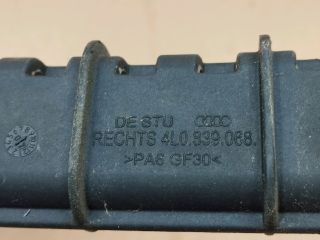 DE STU
RECHTS 4L0.839.068.
>PA6 GF30<